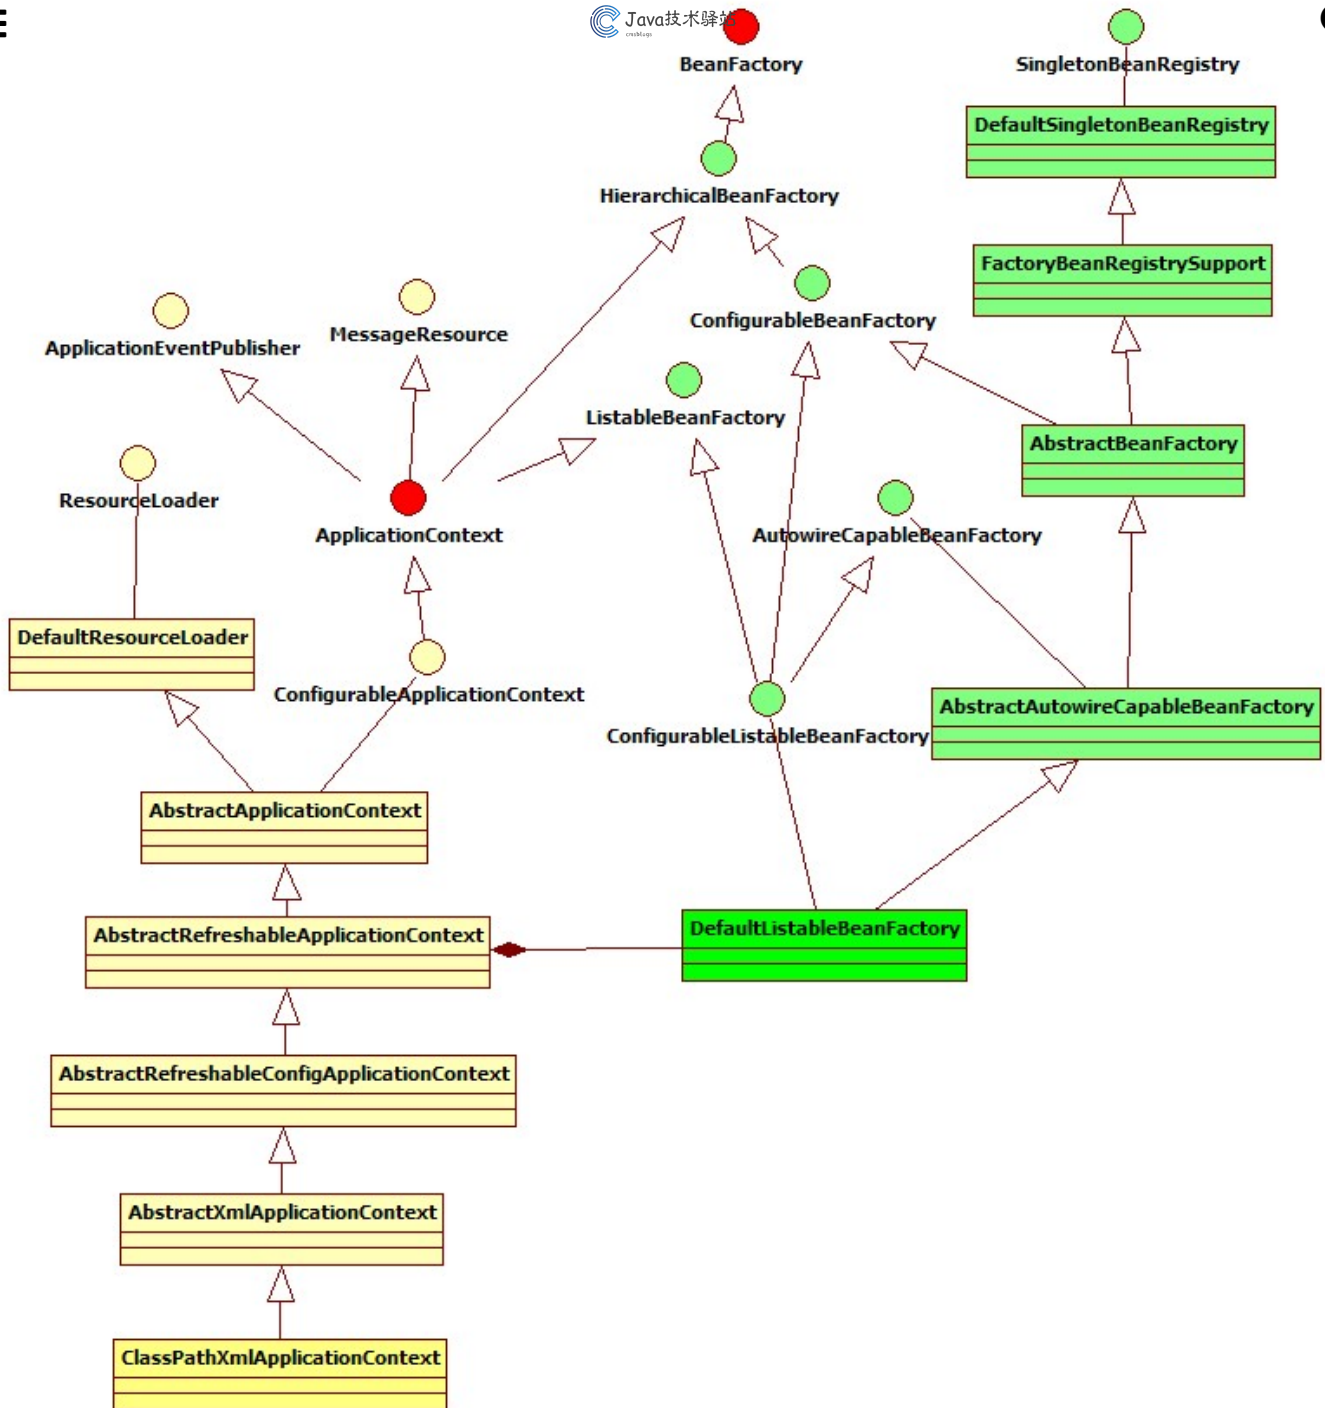 Java技术驿站
cmsblogs
BeanFactory
SingletonBeanRegistry
DefaultSingletonBeanRegistry
HierarchicalBeanFactory
FactoryBeanRegistrySupport
ConfigurableBeanFactory
MessageResource
ApplicationEventPublisher
ListableBeanFactory
AbstractBeanFactory
ResourceLoader
ApplicationContext
AutowireCapableBeanFactory
DefaultResourceLoader
ConfigurableApplicationContext
AbstractAutowireCapableBeanFactory
ConfigurableListableBeanFactory
AbstractApplicationContext
DefaultListableBeanFactory
AbstractRefreshableApplicationContext
AbstractRefreshableConfigApplicationContext
AbstractXmlApplicationContext
ClassPathXmlApplicationContext